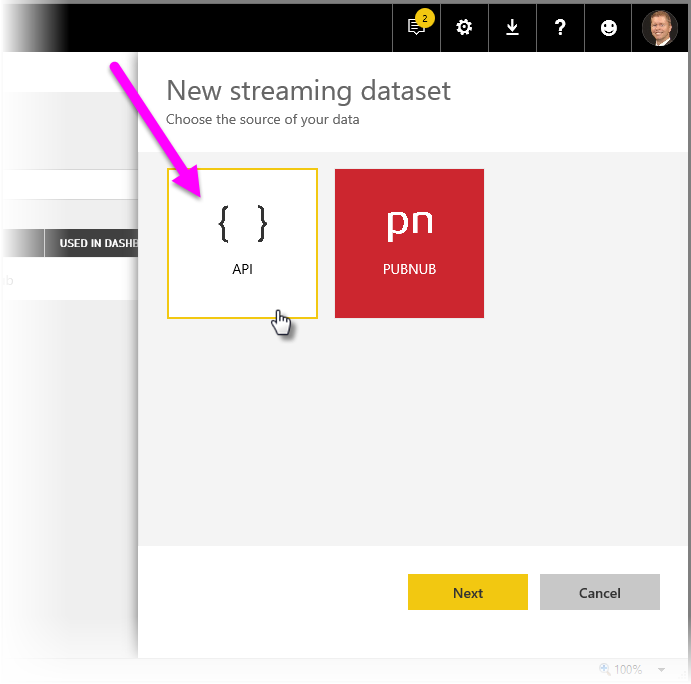 2
?
New streaming dataset
Choose the source of your data
{ }
pn
API
PUBNUB
USED IN DASHB
Next
Cancel
100%